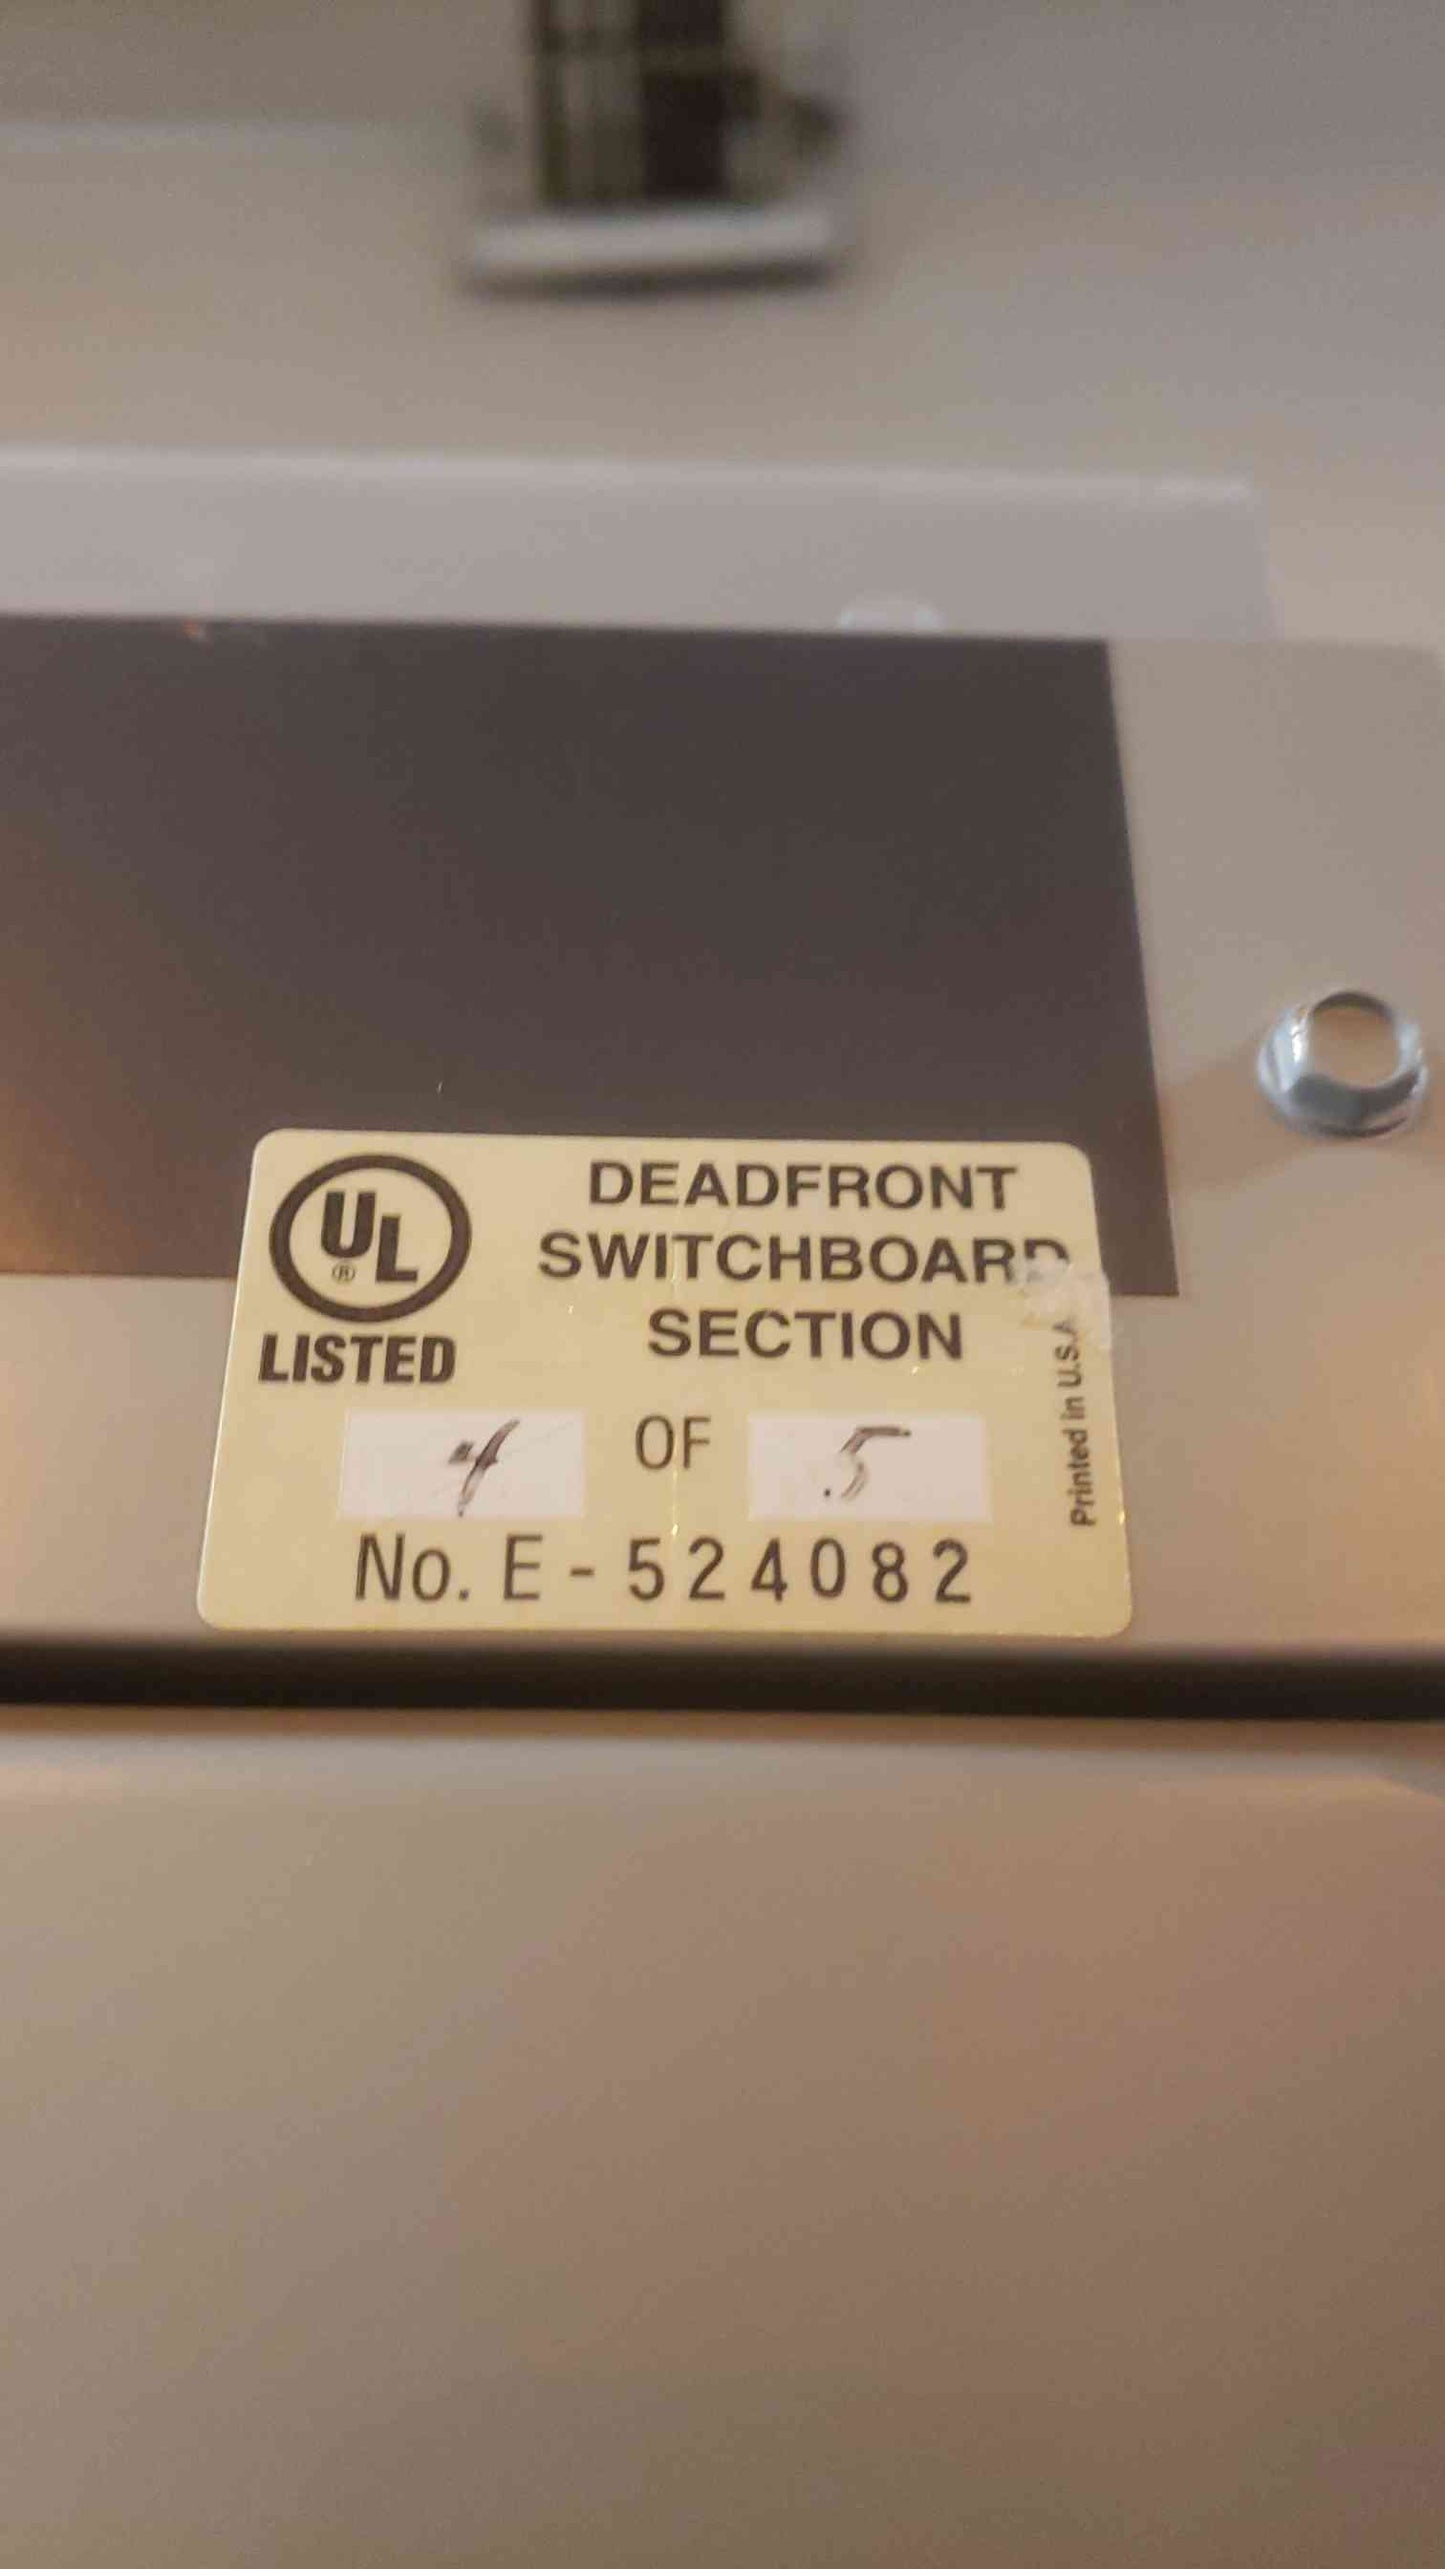 UL
®
LISTED
DEADFRONT
SWITCHBOARD
SECTION
4 OF 5
No. E-524082
Printed in U.S.A